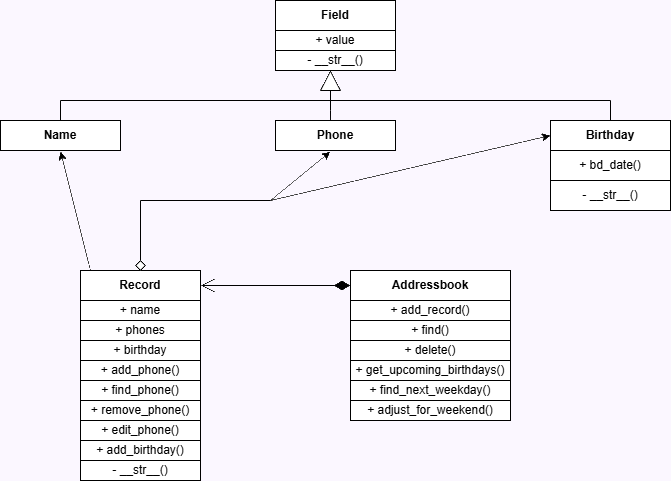 Field
+ value
- __str__()
Name
Phone
Birthday
+ bd_date()
- __str__()
Record
+ name
+ phones
+ birthday
+ add_phone()
+ find_phone()
+ remove_phone()
+ edit_phone()
+ add_birthday()
- __str__()
Addressbook
+ add_record()
+ find()
+ delete()
+ get_upcoming_birthdays()
+ find_next_weekday()
+ adjust_for_weekend()